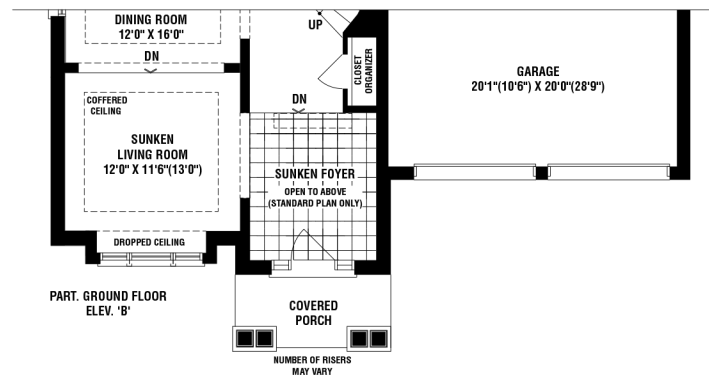 DINING ROOM
12'0" X 16'0"
UP
DN
CLOSET
ORGANIZER
GARAGE
20'1"(10'6") X 20'0"(28'9")
COFFERED
CEILING
DN
SUNKEN
LIVING ROOM
12'0" X 11'6"(13'0")
SUNKEN FOYER
OPEN TO ABOVE
(STANDARD PLAN ONLY)
DROPPED CEILING
PART. GROUND FLOOR
ELEV. 'B'
COVERED
PORCH
NUMBER OF RISERS
MAY VARY